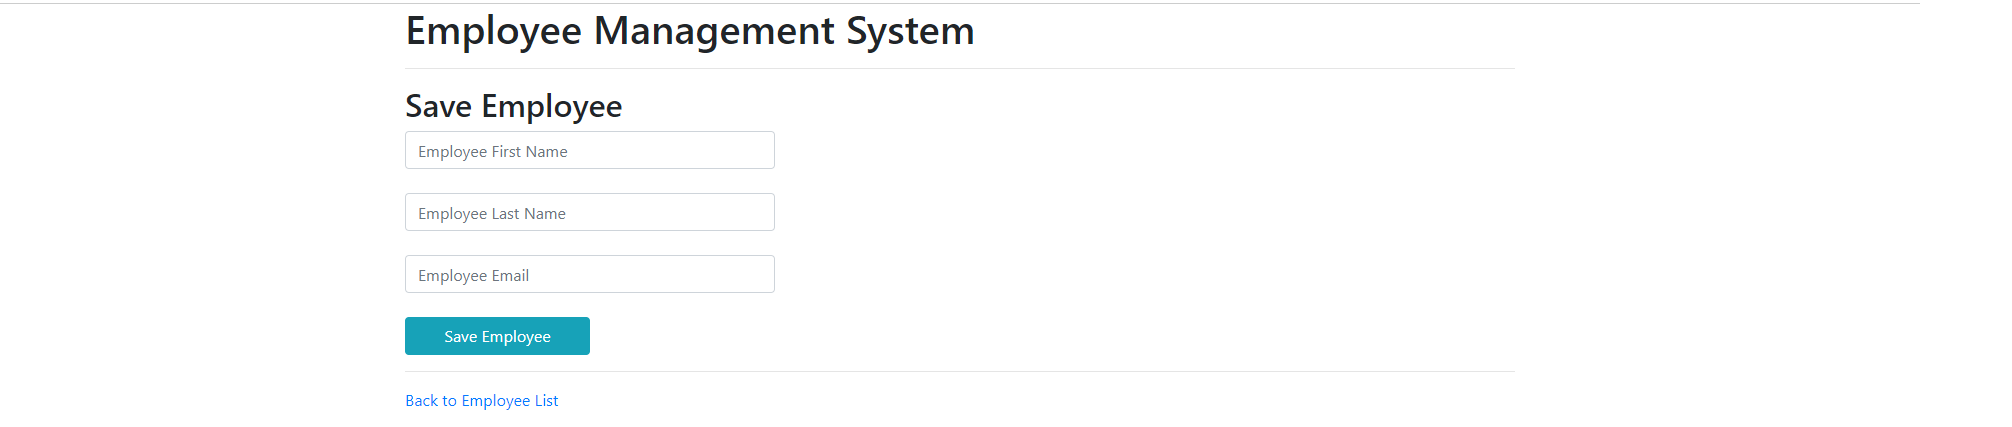 Employee Management System
Save Employee
Employee First Name
Employee Last Name
Employee Email
Save Employee
Back to Employee List